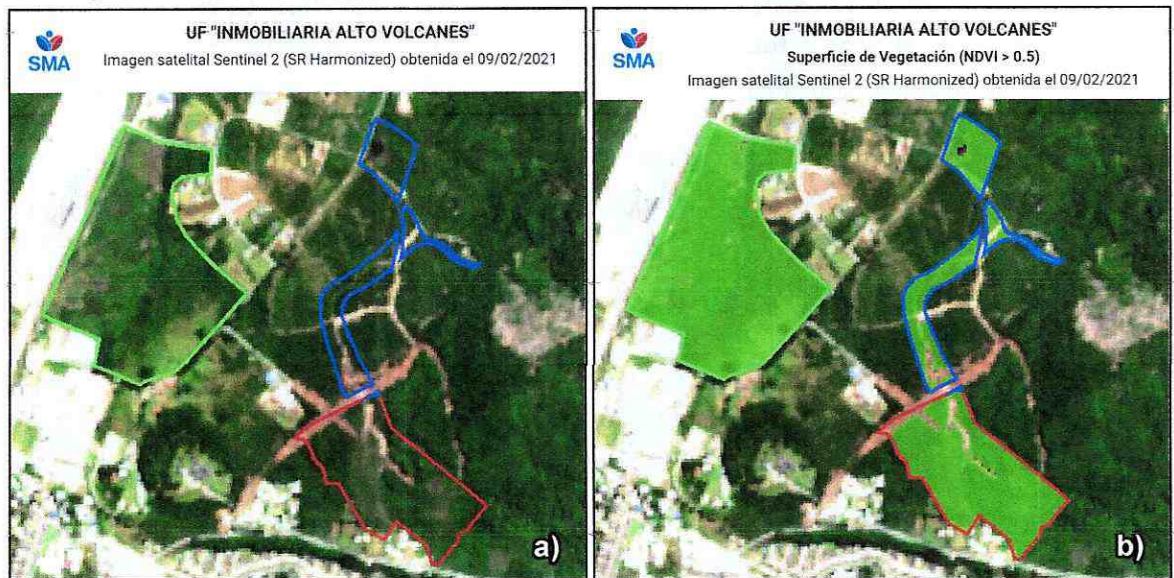 UF "INMOBILIARIA ALTO VOLCANES"
SMA
Imagen satelital Sentinel 2 (SR Harmonized) obtenida el 09/02/2021
a)
UF "INMOBILIARIA ALTO VOLCANES"
Superficie de Vegetación (NDVI > 0.5)
SMA
Imagen satelital Sentinel 2 (SR Harmonized) obtenida el 09/02/2021
b)